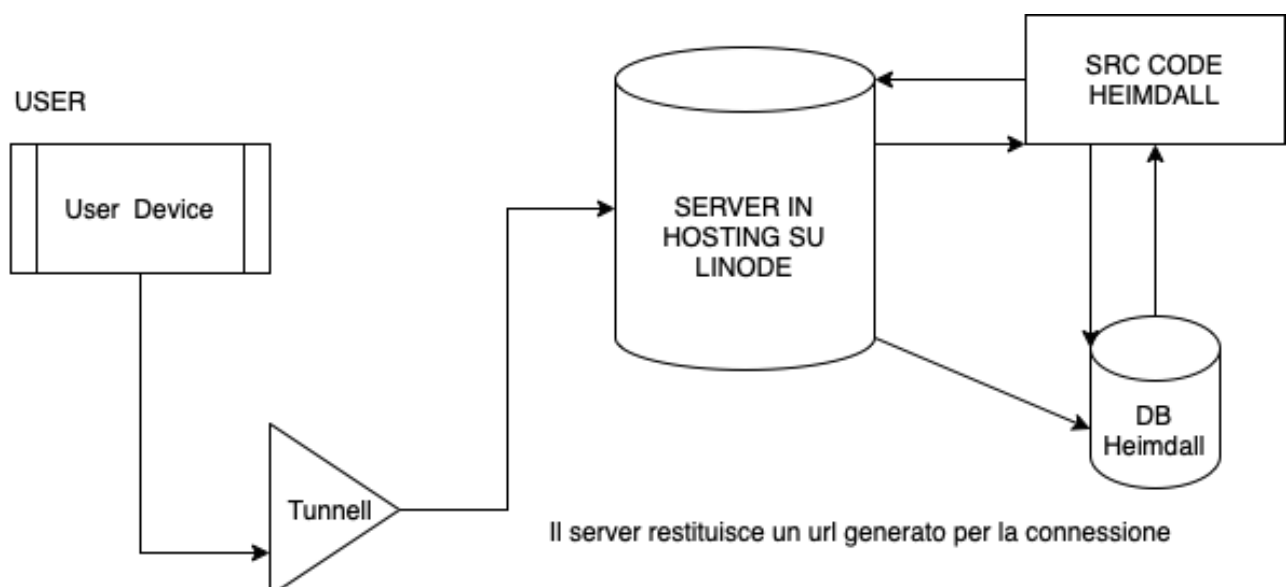 USER
User Device
Tunnell
SERVER IN
HOSTING SU
LINODE
SRC CODE
HEIMDALL
DB
Heimdall
Il server restituisce un url generato per la connessione